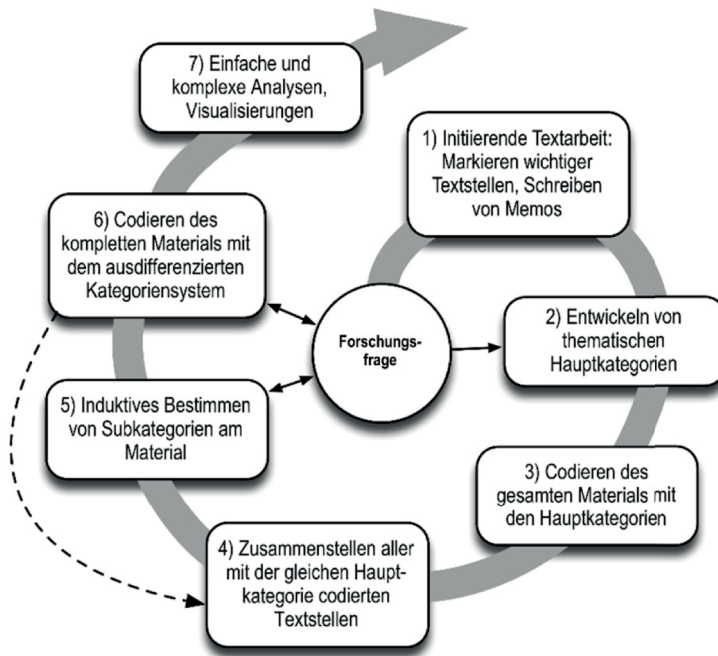 7) Einfache und
komplexe Analysen,
Visualisierungen
1) Initiierende Textarbeit:
Markieren wichtiger
Textstellen, Schreiben
von Memos
6) Codieren des
kompletten Materials mit
dem ausdifferenzierten
Kategoriensystem
Forschungs-
frage
2) Entwickeln von
thematischen
Hauptkategorien
5) Induktives Bestimmen
von Subkategorien am
Material
3) Codieren des
gesamten Materials mit
den Hauptkategorien
4) Zusammenstellen aller
mit der gleichen Haupt-
kategorie codierten
Textstellen